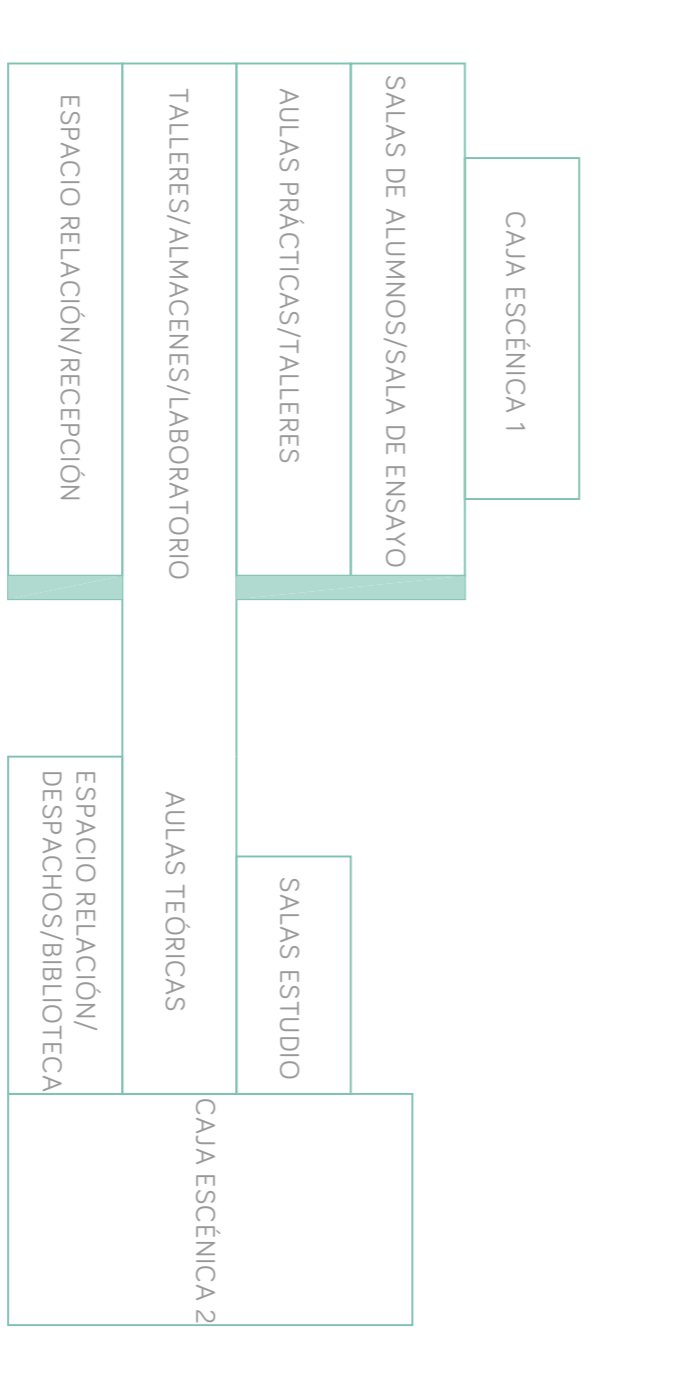 CAJA ESCÉNICA 1
SALAS DE ALUMNOS/SALA DE ENSAYO
AULAS PRÁCTICAS/TALLERES
SALAS ESTUDIO
TALLERES/ALMACENES/LABORATORIO
AULAS TEÓRICAS
CAJA ESCÉNICA 2
ESPACIO RELACIÓN/RECEPCIÓN
ESPACIO RELACIÓN/
DESPACHOS/BIBLIOTECA